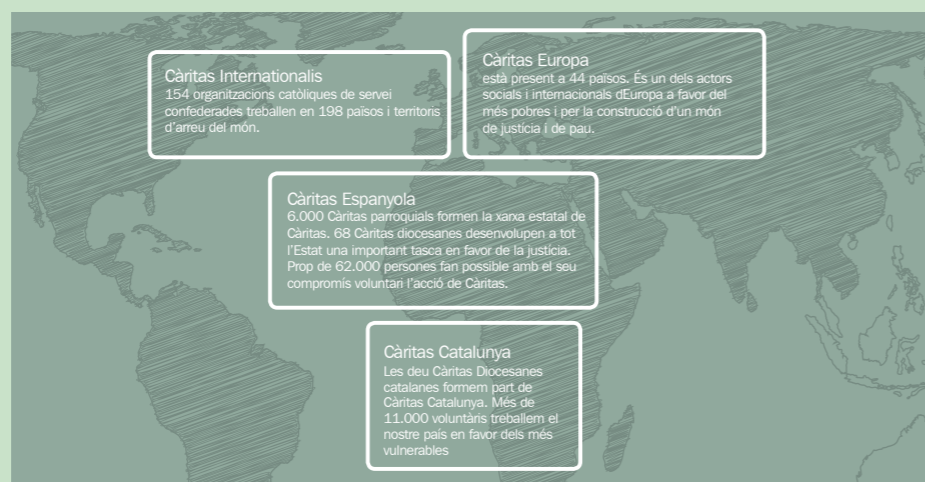 Càritas Internationalis
154 organitzacions catòliques de servei
confederades treballen en 198 països i territoris
d'arreu del món.
Càritas Europa
està present a 44 països. És un dels actors
socials i internacionals dEuropa a favor del
més pobres i per la construcció d'un món
de justícia i de pau.
Càritas Espanyola
6.000 Càritas parroquials formen la xarxa estatal de
Càritas. 68 Càritas diocesanes desenvolupen a tot
l'Estat una important tasca en favor de la justícia.
Prop de 62.000 persones fan possible amb el seu
compromís voluntari l'acció de Càritas.
Càritas Catalunya
Les deu Càritas Diocesanes
catalanes formem part de
Càritas Catalunya. Més de
11.000 voluntàris treballem el
nostre país en favor dels més
vulnerables